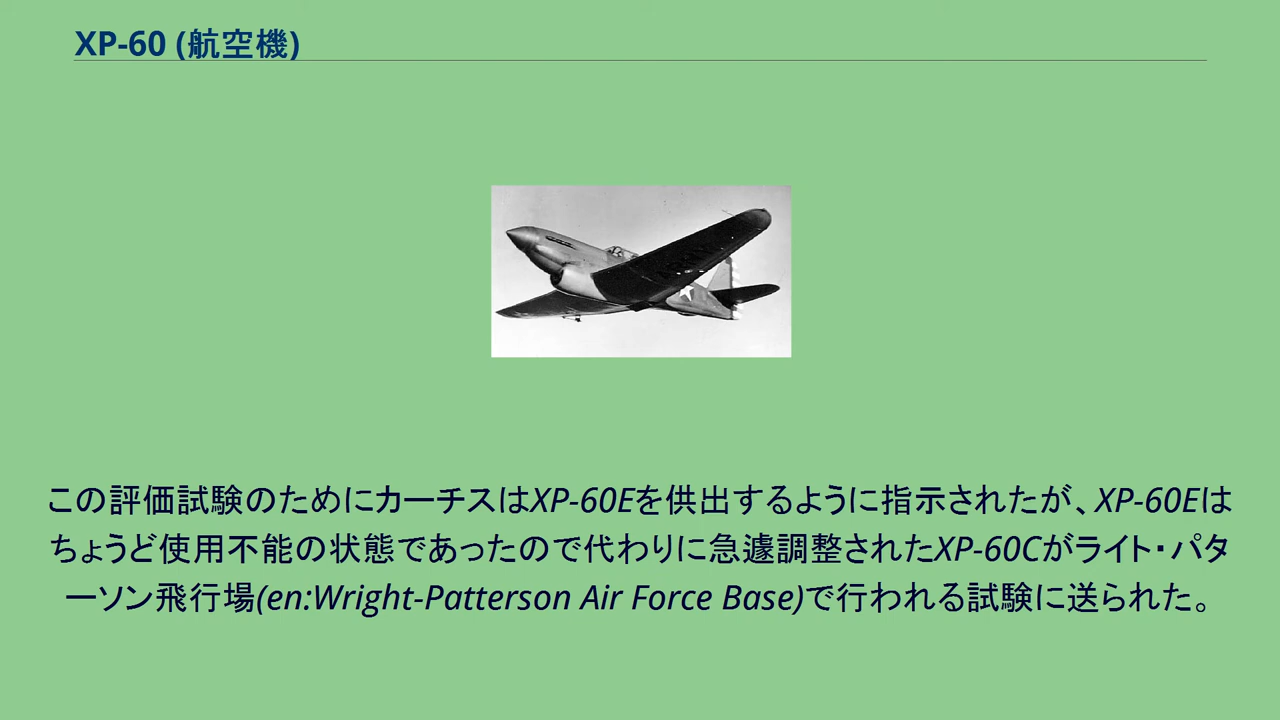 XP-60 (航空機)
この評価試験のためにカーチスはXP-60Eを供出するように指示されたが、XP-60Eは
ちょうど使用不能の状態であったので代わりに急遽調整されたXP-60Cがライト・パタ
ーソン飛行場(en:Wright-Patterson Air Force Base)で行われる試験に送られた。